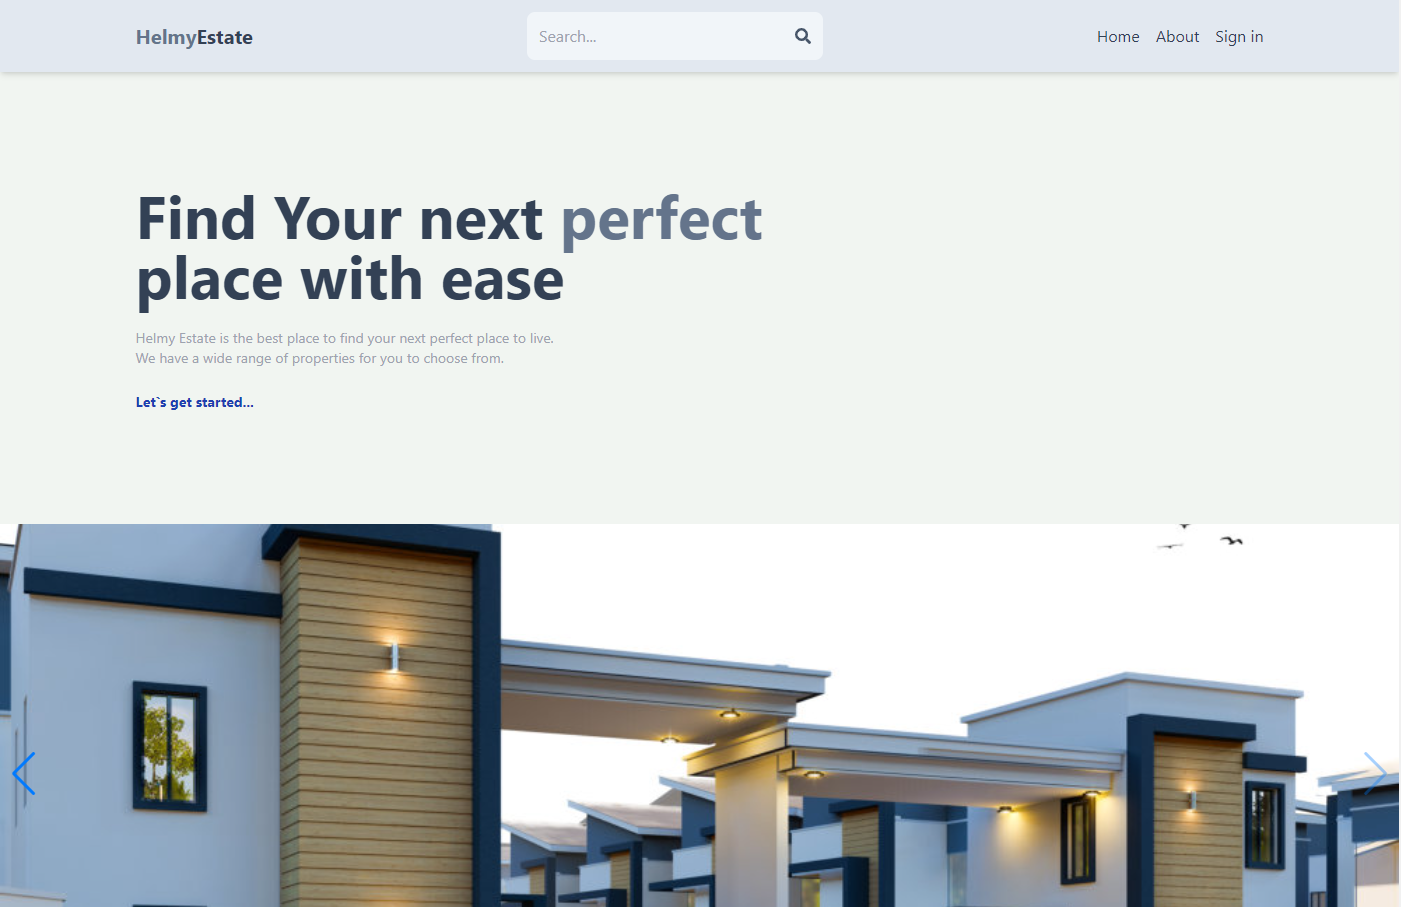 HelmyEstate
Search...
Home About Sign in
Find Your next perfect
place with ease
Helmy Estate is the best place to find your next perfect place to live.
We have a wide range of properties for you to choose from.
Let`s get started...